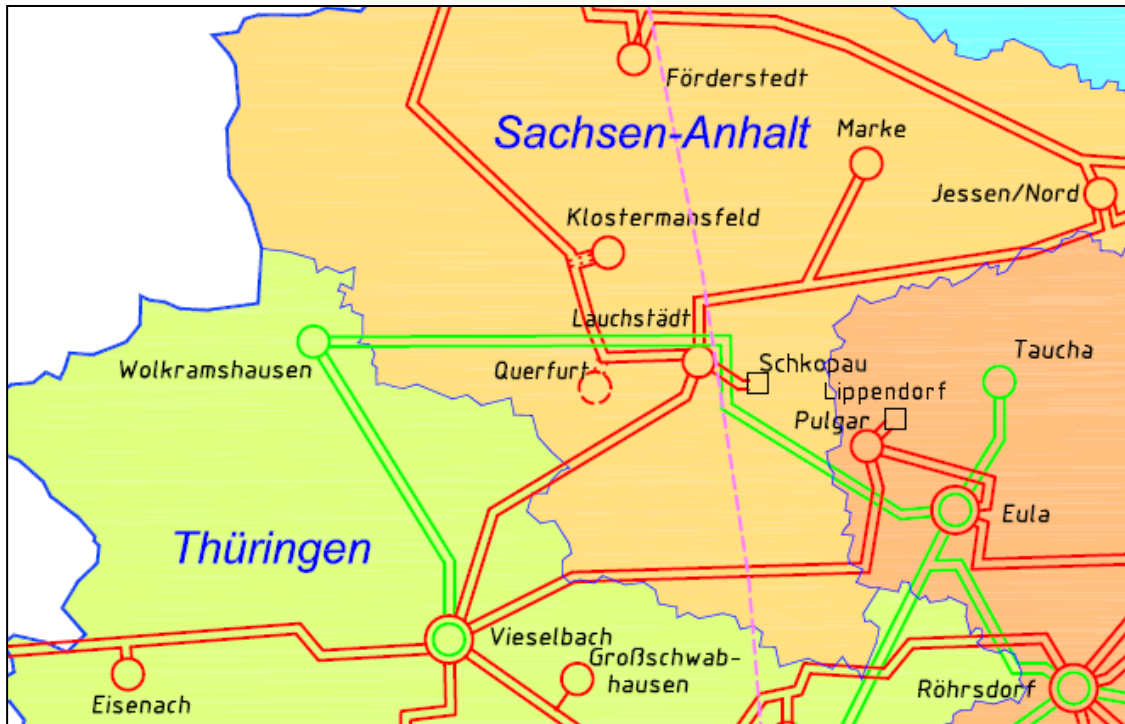 Förderstedt
Sachsen-Anhalt
Marke
Jessen/Nord
Klostermansfeld
Lauchstädt
Wolkramshausen
Querfurt
Schkopau
Taucha
Lippendorf
Pulgar
Eula
Thüringen
Vieselbach
Großschwab-
hausen
Eisenach
Röhrsdorf